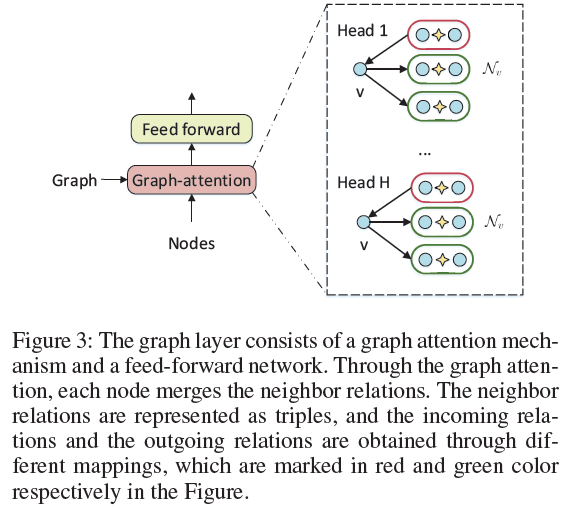 Head 1
v
𝒩ᵥ
Feed forward
Graph
Graph-attention
Nodes
...
Head H
v
𝒩ᵥ
Figure 3: The graph layer consists of a graph attention mech-
anism and a feed-forward network. Through the graph atten-
tion, each node merges the neighbor relations. The neighbor
relations are represented as triples, and the incoming rela-
tions and the outgoing relations are obtained through dif-
ferent mappings, which are marked in red and green color
respectively in the Figure.